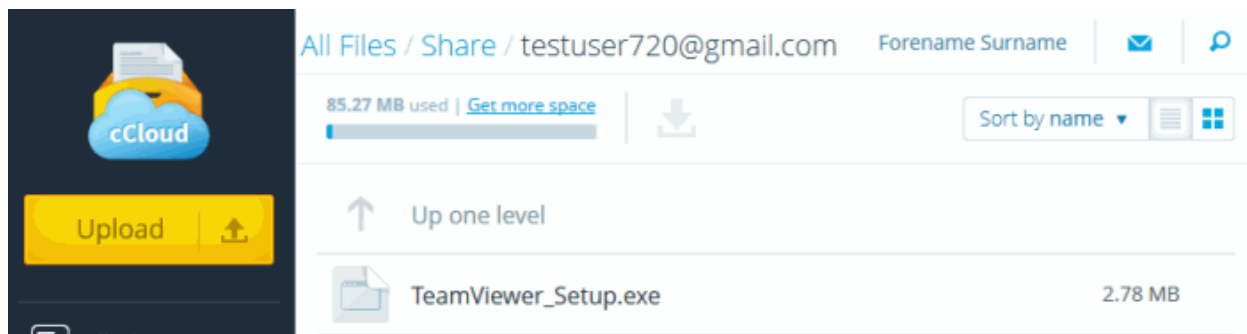 All Files / Share / testuser720@gmail.com
Forename Surname
cCloud
85.27 MB used | Get more space
Sort by name
Upload
Up one level
TeamViewer_Setup.exe
2.78 MB